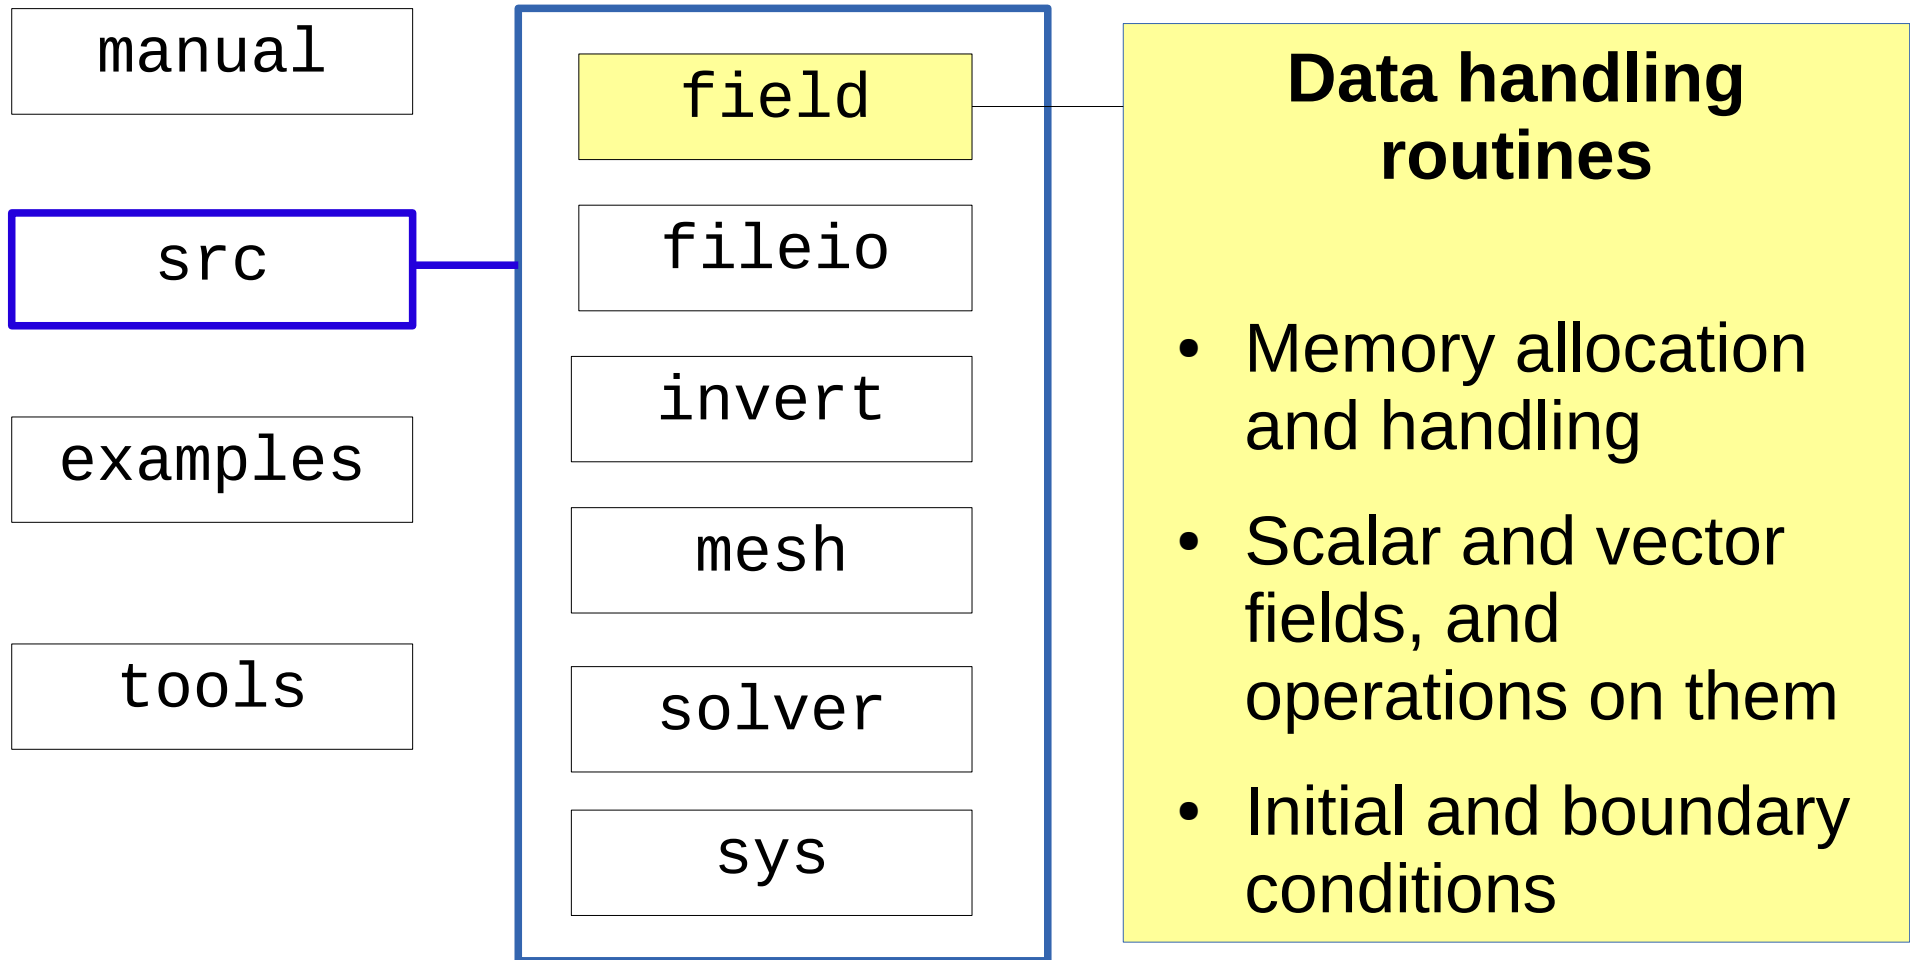 manual
src
examples
tools
field
fileio
invert
mesh
solver
sys
Data handling
routines
• Memory allocation
and handling
• Scalar and vector
fields, and
operations on them
• Initial and boundary
conditions